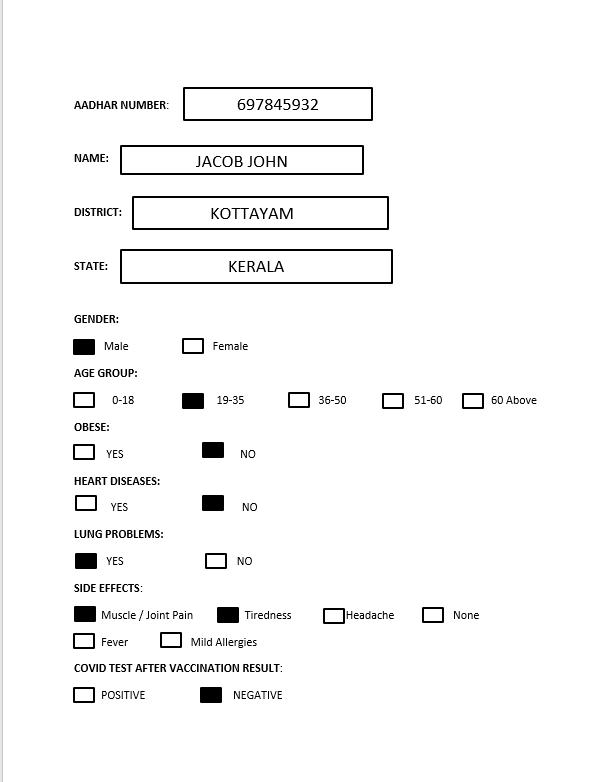 AADHAR NUMBER: 697845932
NAME: JACOB JOHN
DISTRICT: KOTTAYAM
STATE: KERALA
GENDER:
Male Female
AGE GROUP:
0-18 19-35 36-50 51-60 60 Above
OBESE:
YES NO
HEART DISEASES:
YES NO
LUNG PROBLEMS:
YES NO
SIDE EFFECTS:
Muscle / Joint Pain Tiredness Headache None
Fever Mild Allergies
COVID TEST AFTER VACCINATION RESULT:
POSITIVE NEGATIVE